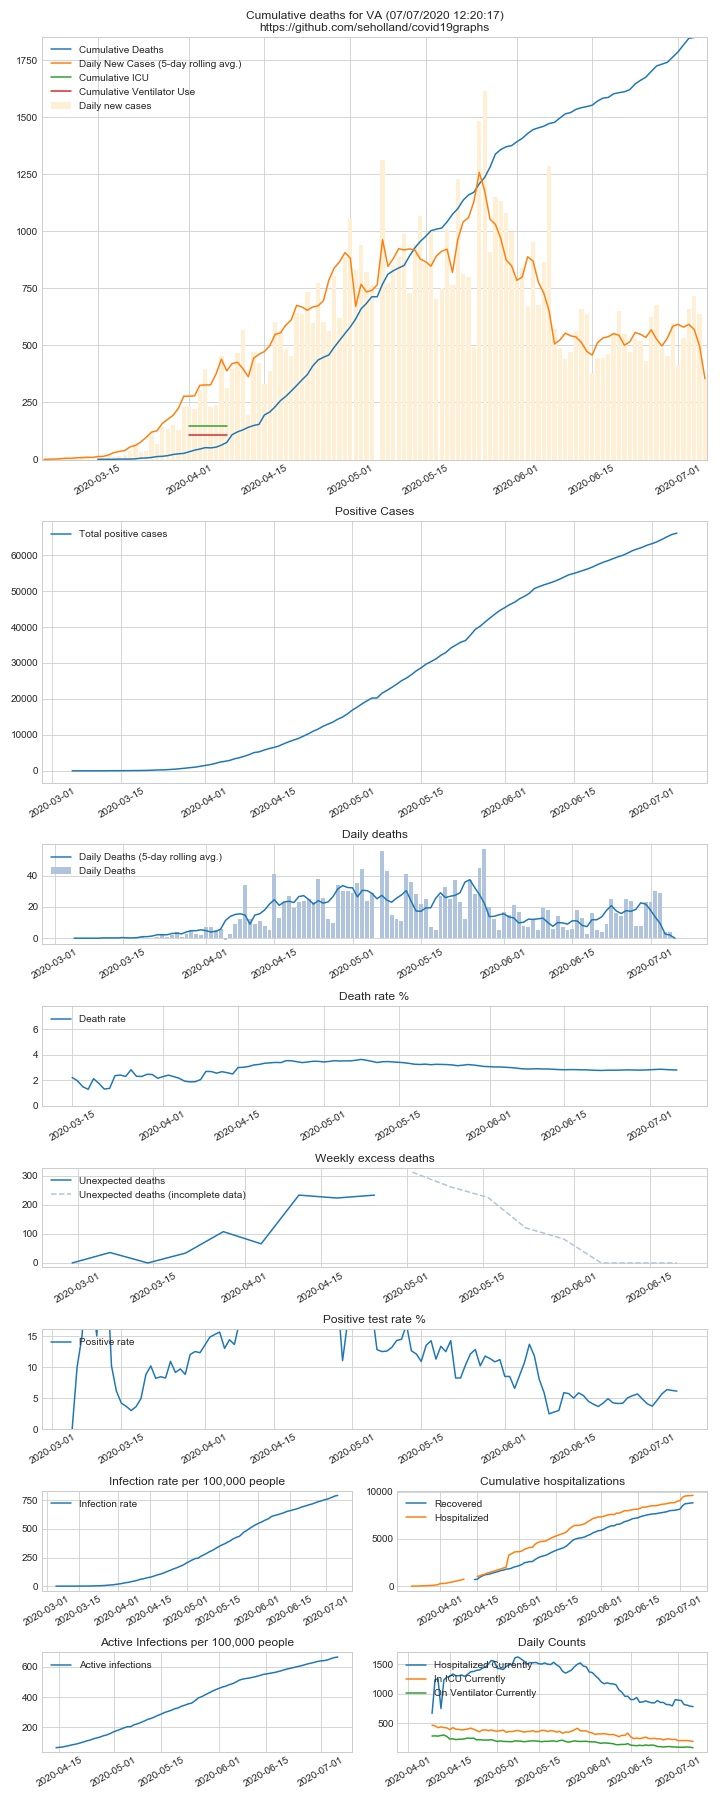 Cumulative deaths for VA (07/07/2020 12:20:17)
https://github.com/seholland/covid19graphs
Cumulative Deaths
Daily New Cases (5-day rolling avg.)
Cumulative ICU
Cumulative Ventilator Use
Daily new cases
1750
1500
1250
1000
750
500
250
0
2020-03-15 2020-04-01 2020-04-15 2020-05-01 2020-05-15 2020-06-01 2020-06-15 2020-07-01
Positive Cases
Total positive cases
60000
50000
40000
30000
20000
10000
0
2020-03-01 2020-03-15 2020-04-01 2020-04-15 2020-05-01 2020-05-15 2020-06-01 2020-06-15 2020-07-01
Daily deaths
Daily Deaths (5-day rolling avg.)
Daily Deaths
40
20
0
2020-03-01 2020-03-15 2020-04-01 2020-04-15 2020-05-01 2020-05-15 2020-06-01 2020-06-15 2020-07-01
Death rate %
Death rate
6
4
2
0
2020-03-15 2020-04-01 2020-04-15 2020-05-01 2020-05-15 2020-06-01 2020-06-15 2020-07-01
Weekly excess deaths
Unexpected deaths
Unexpected deaths (incomplete data)
300
200
100
0
2020-03-01 2020-03-15 2020-04-01 2020-04-15 2020-05-01 2020-05-15 2020-06-01 2020-06-15
Positive test rate %
Positive rate
15
10
5
0
2020-03-01 2020-03-15 2020-04-01 2020-04-15 2020-05-01 2020-05-15 2020-06-01 2020-06-15 2020-07-01
Infection rate per 100,000 people
Infection rate
750
500
250
0
2020-03-01 2020-03-15 2020-04-01 2020-04-15 2020-05-01 2020-05-15 2020-06-01 2020-06-15 2020-07-01
Cumulative hospitalizations
Recovered
Hospitalized
10000
5000
0
2020-04-01 2020-04-15 2020-05-01 2020-05-15 2020-06-01 2020-06-15 2020-07-01
Active Infections per 100,000 people
Active infections
600
400
200
2020-04-15 2020-05-01 2020-05-15 2020-06-01 2020-06-15 2020-07-01
Daily Counts
Hospitalized Currently
In ICU Currently
On Ventilator Currently
1500
1000
500
2020-04-01 2020-04-15 2020-05-01 2020-05-15 2020-06-01 2020-06-15 2020-07-01